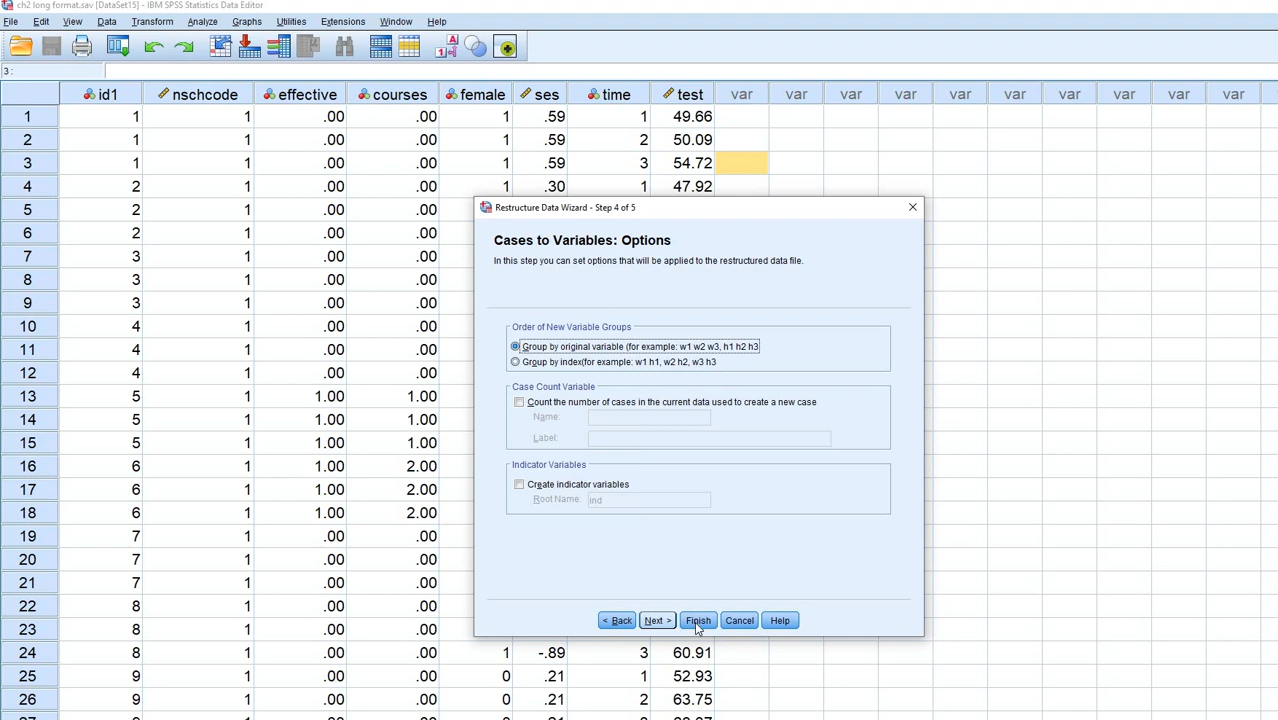 ch2 long format.sav [DataSet15] - IBM SPSS Statistics Data Editor
File Edit View Data Transform Analyze Graphs Utilities Extensions Window Help
3 :
id1 nschcode effective courses female ses time test var var var var var var var var var var
1 1 1 .00 .00 1 .59 1 49.66
2 1 1 .00 .00 1 .59 2 50.09
3 1 1 .00 .00 1 .59 3 54.72
4 2 1 .00 .00 1 .30 1 47.92
5 2 1 .00 .00
6 2 1 .00 .00
7 3 1 .00 .00
8 3 1 .00 .00
9 3 1 .00 .00
10 4 1 .00 .00
11 4 1 .00 .00
12 4 1 .00 .00
13 5 1 1.00 1.00
14 5 1 1.00 1.00
15 5 1 1.00 1.00
16 6 1 1.00 2.00
17 6 1 1.00 2.00
18 6 1 1.00 2.00
19 7 1 .00 .00
20 7 1 .00 .00
21 7 1 .00 .00
22 8 1 .00 .00
23 8 1 .00 .00
24 8 1 .00 .00 1 -.89 3 60.91
25 9 1 .00 .00 0 .21 1 52.93
26 9 1 .00 .00 0 .21 2 63.75
Restructure Data Wizard - Step 4 of 5
Cases to Variables: Options
In this step you can set options that will be applied to the restructured data file.
Order of New Variable Groups
Group by original variable (for example: w1 w2 w3, h1 h2 h3
Group by index(for example: w1 h1, w2 h2, w3 h3
Case Count Variable
Count the number of cases in the current data used to create a new case
Name:
Label:
Indicator Variables
Create indicator variables
Root Name: ind
< Back Next > Finish Cancel Help